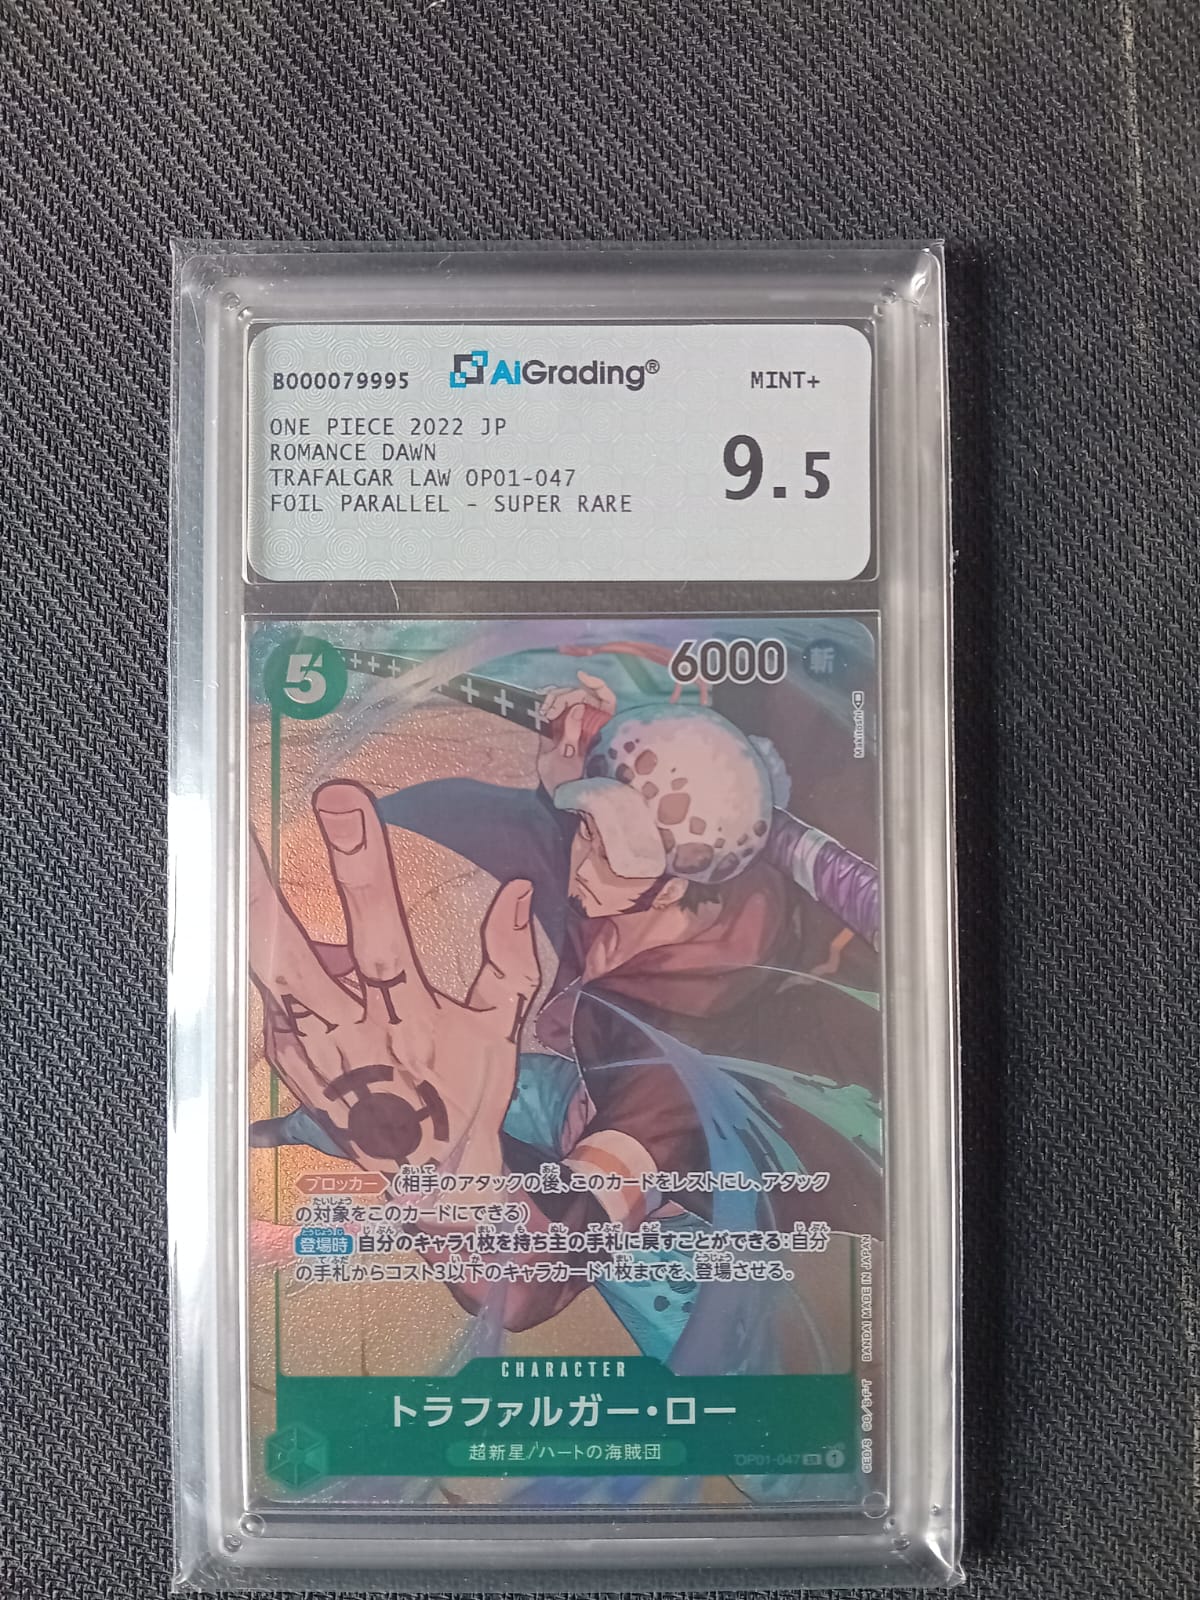 B000079995
AiGrading®
MINT+
ONE PIECE 2022 JP
ROMANCE DAWN
TRAFALGAR LAW OP01-047
FOIL PARALLEL - SUPER RARE
9.5
5
6000
斬
Makitoshi
A T I
ブロッカー (相手のアタックの後、このカードをレストにし、アタック
の対象をこのカードにできる)
登場時 自分のキャラ1枚を持ち主の手札に戻すことができる:自分
の手札からコスト3以下のキャラカード1枚までを、登場させる。
CHARACTER
トラファルガー・ロー
超新星/ハートの海賊団
OP01-047 SR 1
©EO/S. CO./S.F.T BANDAI MADE IN JAPAN